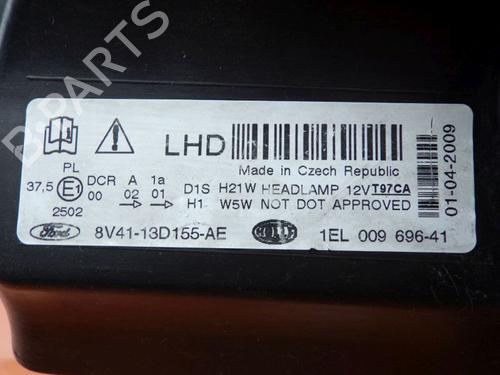 B-PARTS
LHD
Made in Czech Republic
PL
37,5 E1 DCR A 1a D1S H21W HEADLAMP 12V T97CA
00 02 01 H1 W5W NOT DOT APPROVED
2502
Ford 8V41-13D155-AE HELLA 1EL 009 696-41
01-04-2009